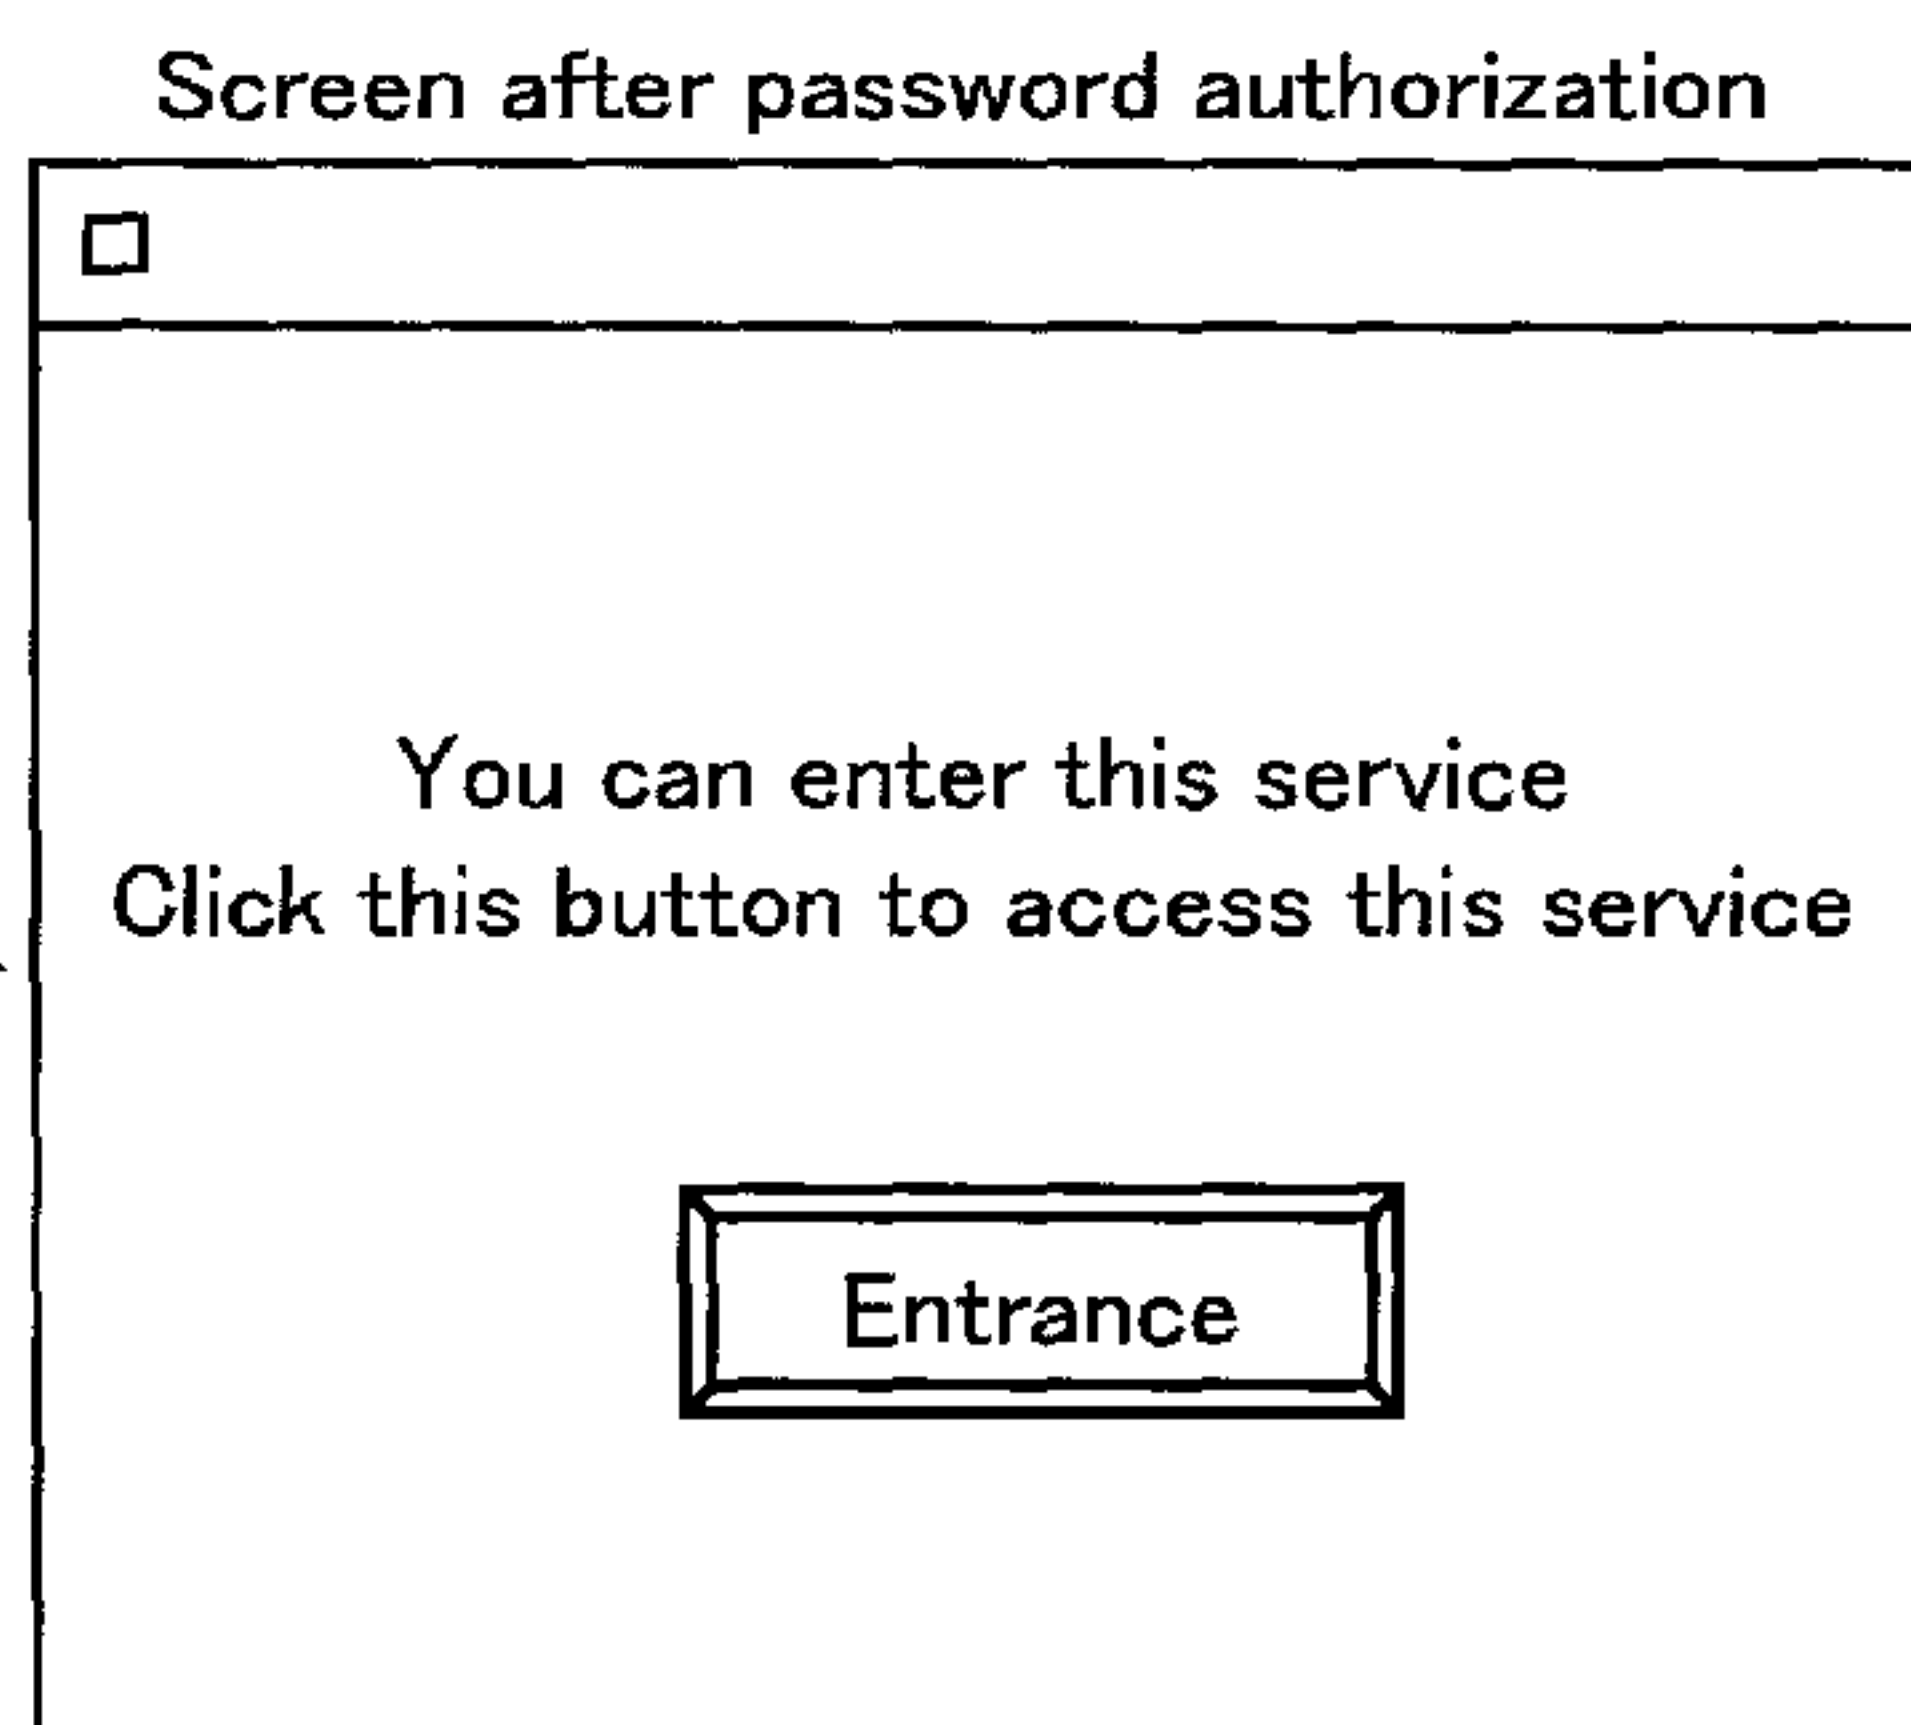 Screen after password authorization
You can enter this service
Click this button to access this service
Entrance